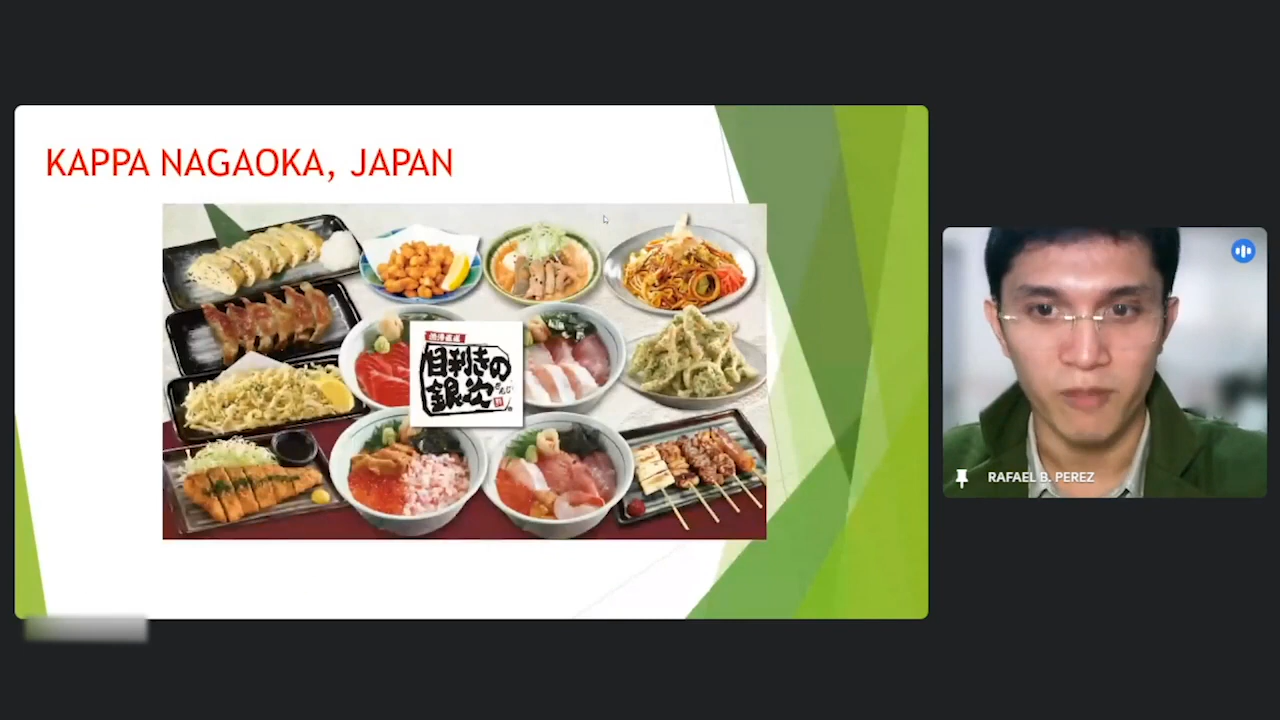 KAPPA NAGAOKA, JAPAN
目利きの
銀次
RAFAEL B. PEREZ